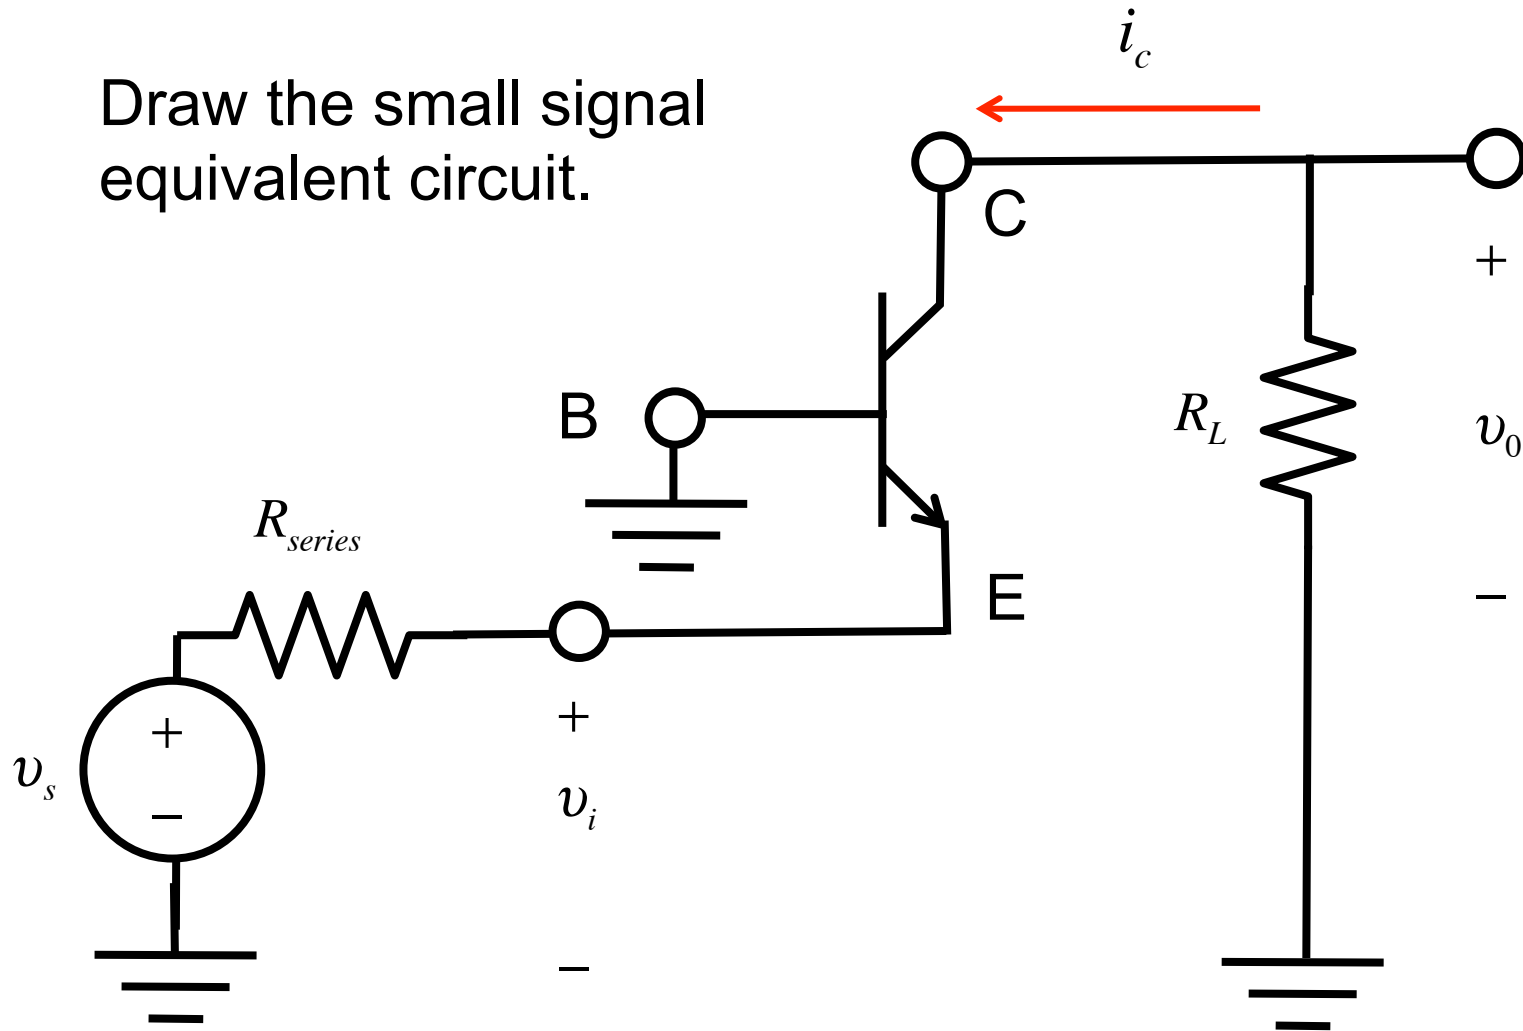 i_c
Draw the small signal
equivalent circuit.
C
+
B
R_L
υ_0
R_series
E
−
+
+
υ_s
υ_i
−
−